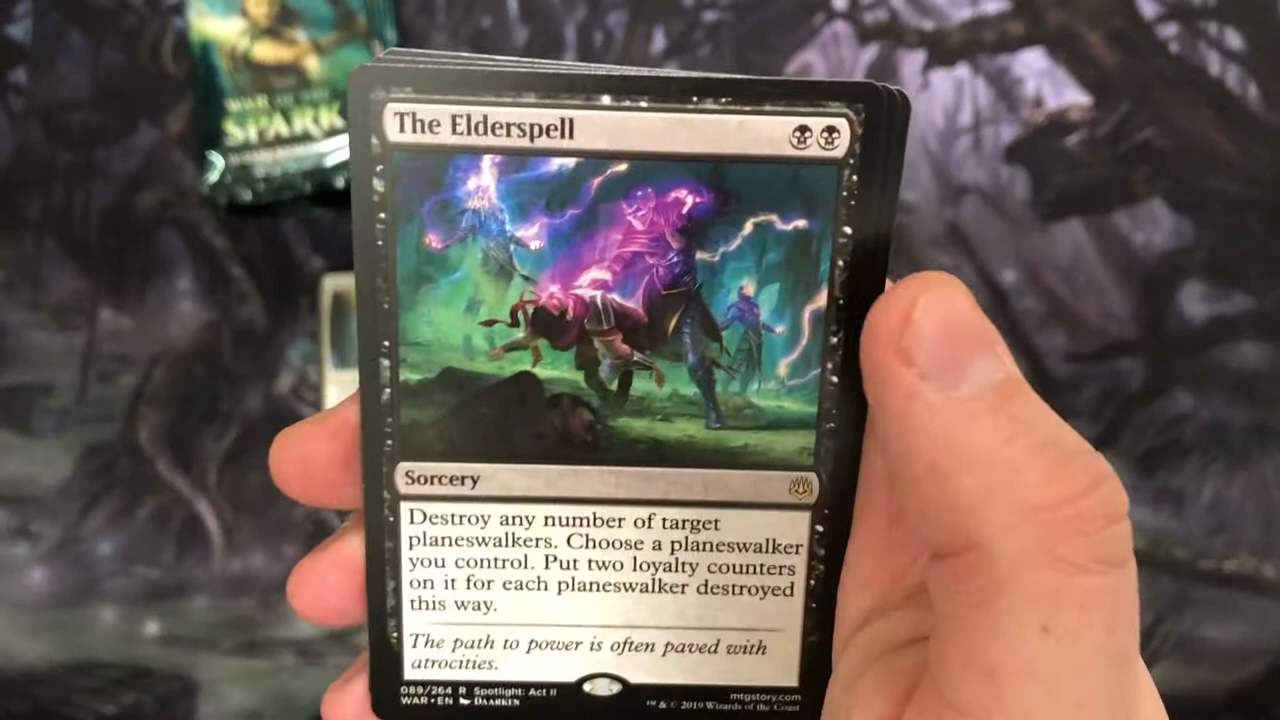 SPARK
The Elderspell
Sorcery
Destroy any number of target
planeswalkers. Choose a planeswalker
you control. Put two loyalty counters
on it for each planeswalker destroyed
this way.
The path to power is often paved with
atrocities.
089/264 R Spotlight: Act II
WAR • EN DAARKEN
mtgstory.com
™ & © 2019 Wizards of the Coast